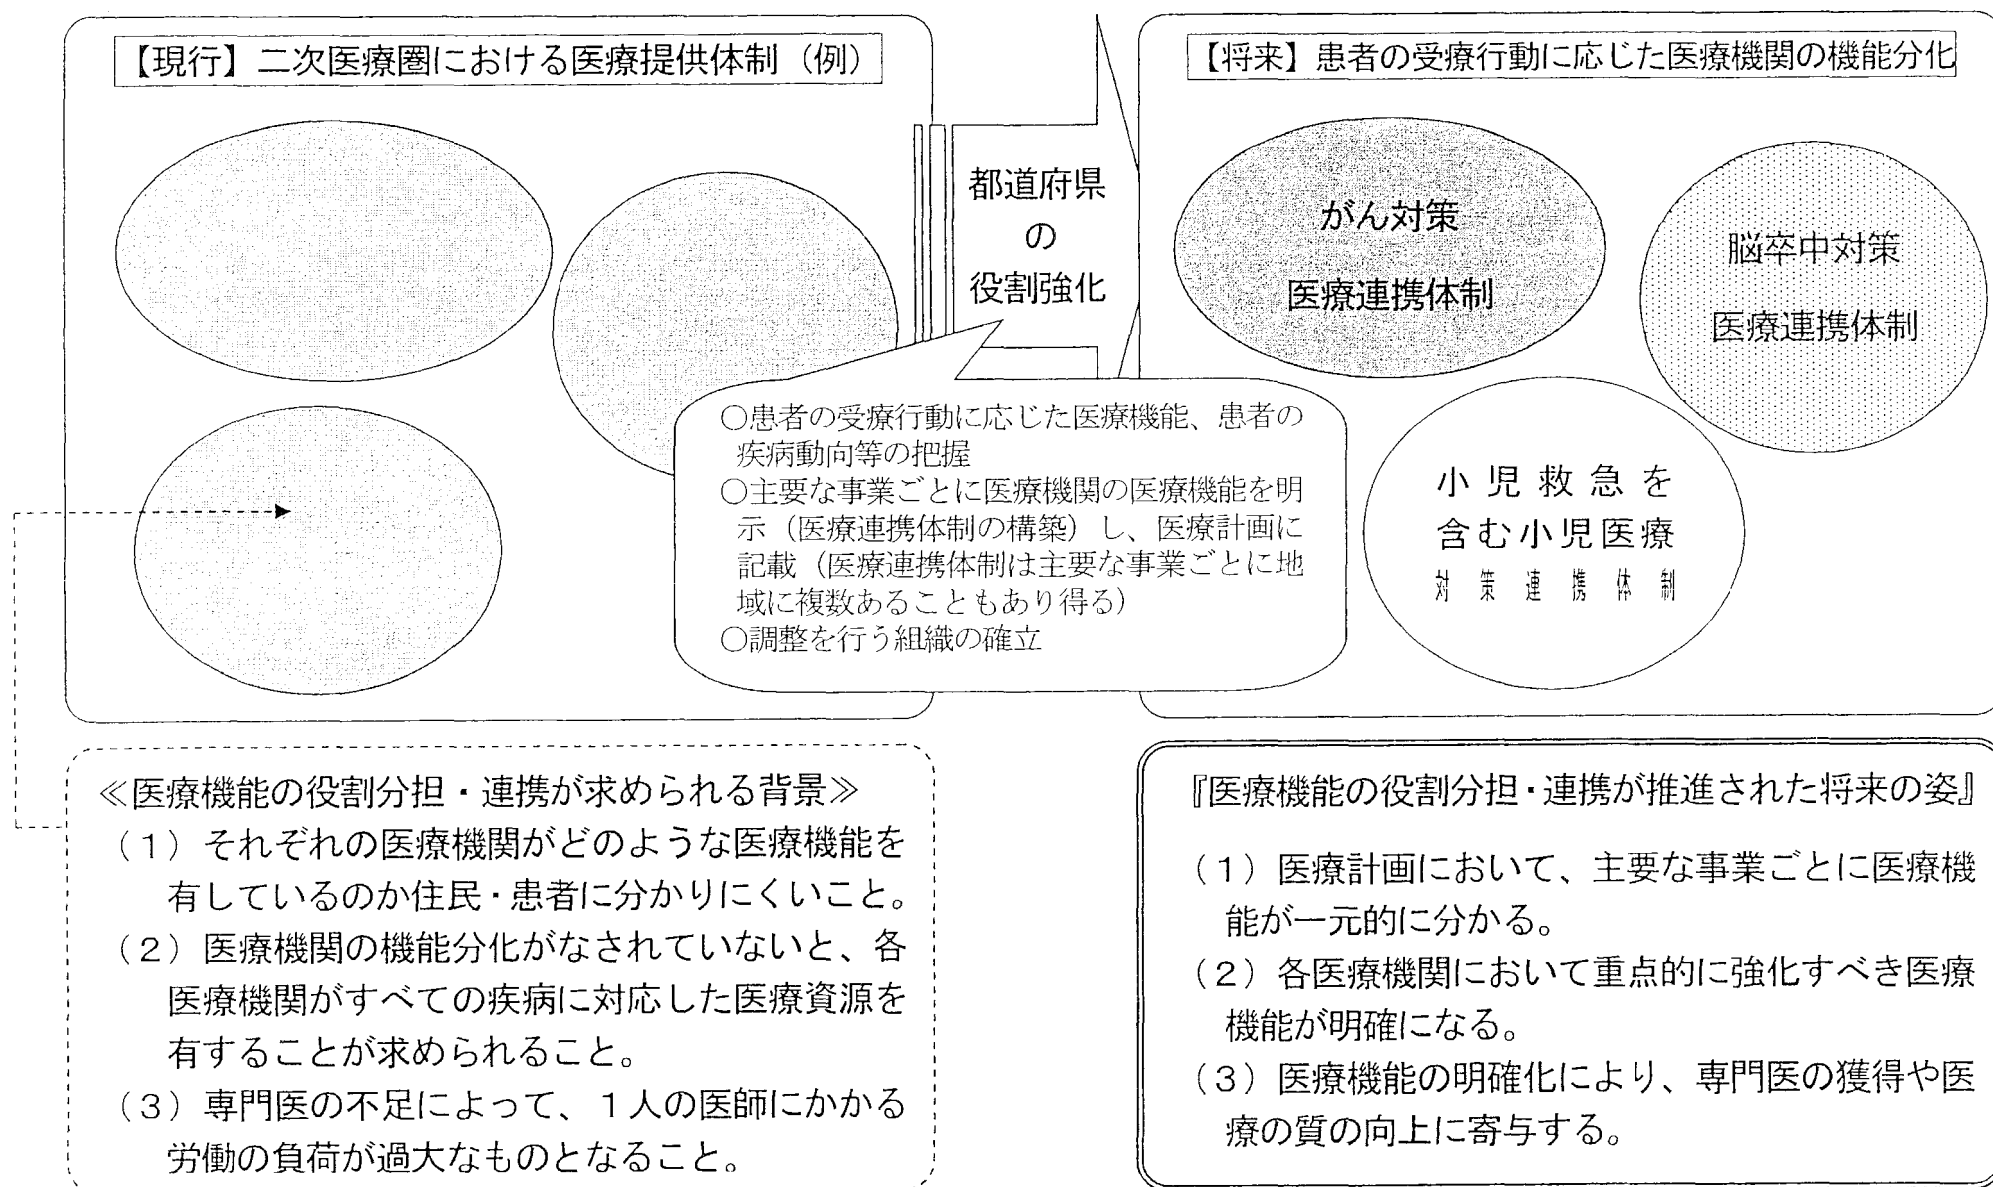 【現行】二次医療圏における医療提供体制（例）
都道府県
の
役割強化
【将来】患者の受療行動に応じた医療機関の機能分化
がん対策
医療連携体制
脳卒中対策
医療連携体制
小児救急を
含む小児医療
対策連携体制
○患者の受療行動に応じた医療機能、患者の
疾病動向等の把握
○主要な事業ごとに医療機関の医療機能を明
示（医療連携体制の構築）し、医療計画に
記載（医療連携体制は主要な事業ごとに地
域に複数あることもあり得る）
○調整を行う組織の確立
≪医療機能の役割分担・連携が求められる背景≫
（１）それぞれの医療機関がどのような医療機能を
有しているのか住民・患者に分かりにくいこと。
（２）医療機関の機能分化がなされていないと、各
医療機関がすべての疾病に対応した医療資源を
有することが求められること。
（３）専門医の不足によって、１人の医師にかかる
労働の負荷が過大なものとなること。
『医療機能の役割分担・連携が推進された将来の姿』
（１）医療計画において、主要な事業ごとに医療機
能が一元的に分かる。
（２）各医療機関において重点的に強化すべき医療
機能が明確になる。
（３）医療機能の明確化により、専門医の獲得や医
療の質の向上に寄与する。